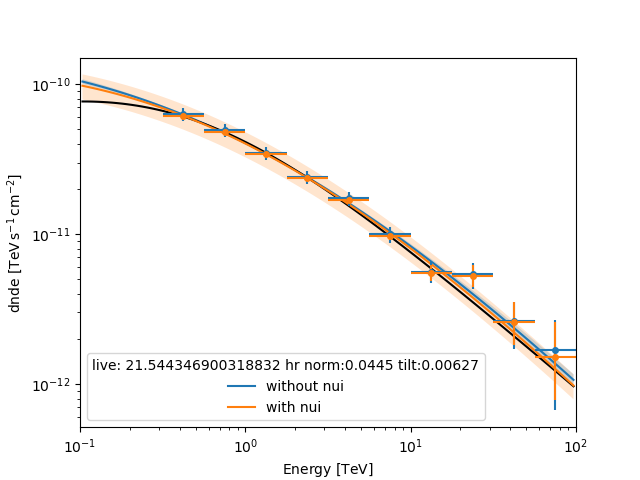 10⁻¹⁰
10⁻¹¹
10⁻¹²
dnde [TeV s⁻¹ cm⁻²]
live: 21.544346900318832 hr norm:0.0445 tilt:0.00627
without nui
with nui
10⁻¹ 10⁰ 10¹ 10²
Energy [TeV]